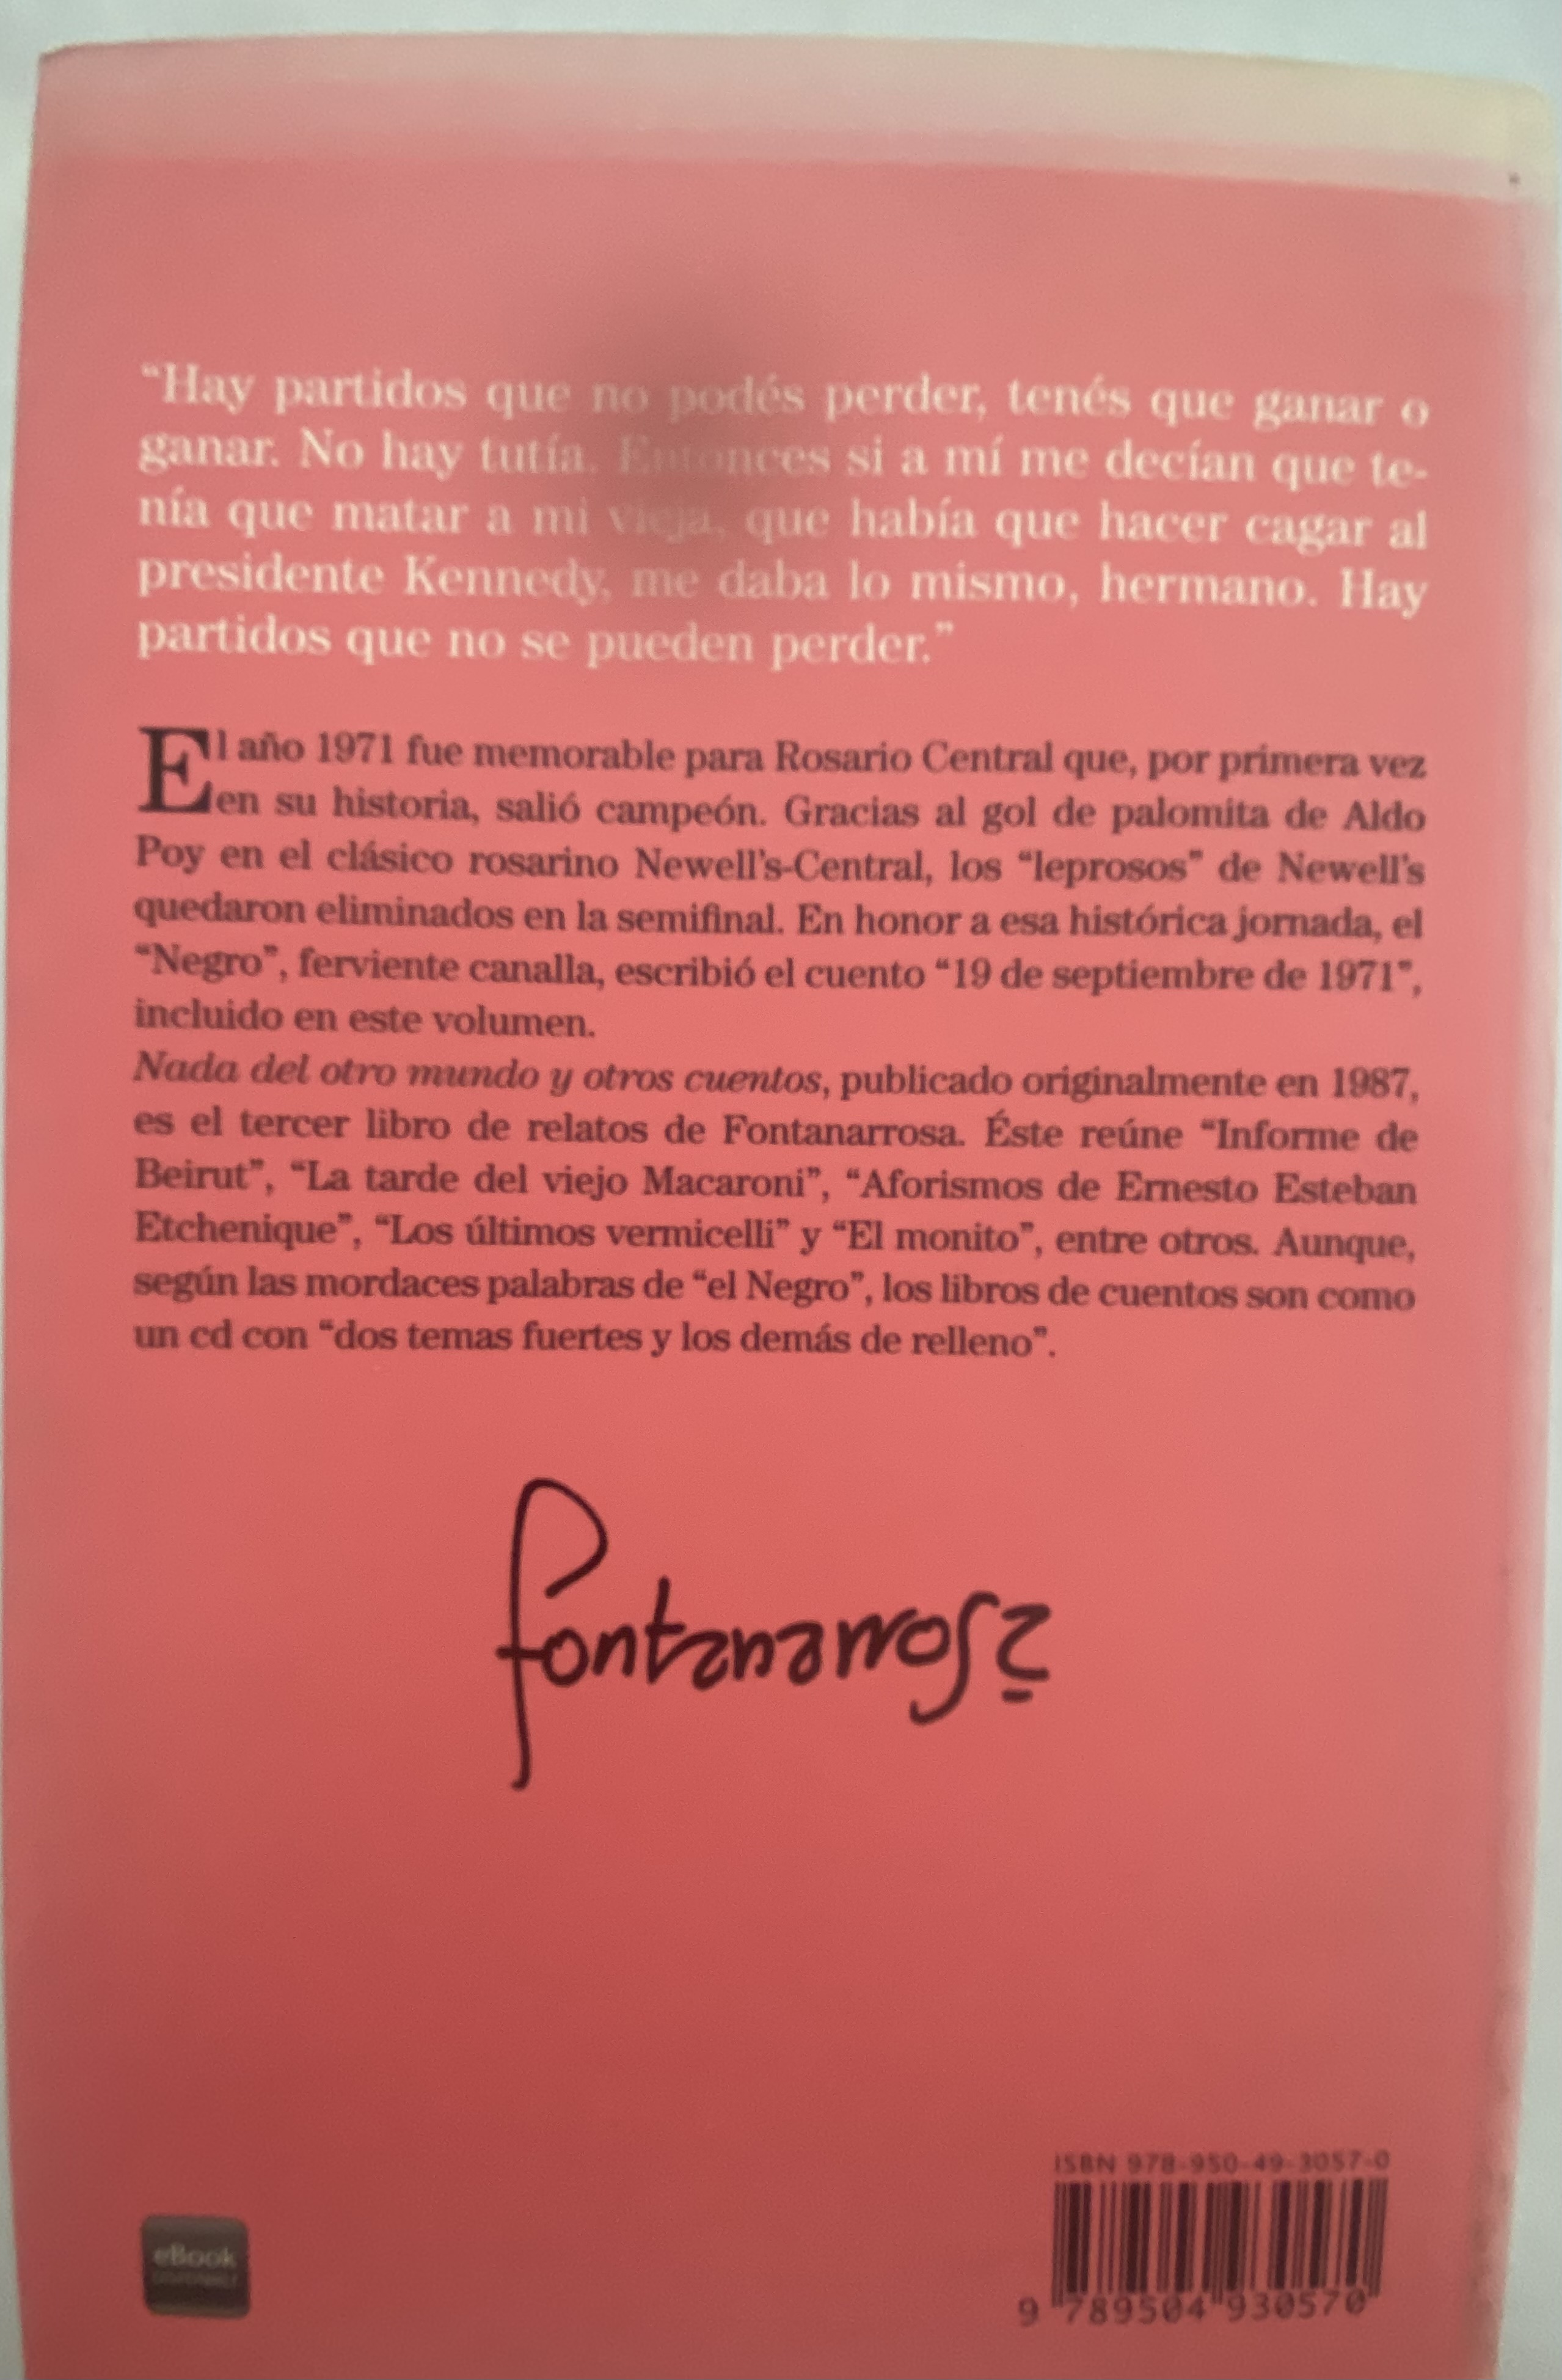 “Hay partidos que no podés perder, tenés que ganar o
ganar. No hay tutía. Entonces si a mí me decían que te-
nía que matar a mi vieja, que había que hacer cagar al
presidente Kennedy, me daba lo mismo, hermano. Hay
partidos que no se pueden perder.”
El año 1971 fue memorable para Rosario Central que, por primera vez
en su historia, salió campeón. Gracias al gol de palomita de Aldo
Poy en el clásico rosarino Newell's-Central, los “leprosos” de Newell's
quedaron eliminados en la semifinal. En honor a esa histórica jornada, el
“Negro”, ferviente canalla, escribió el cuento “19 de septiembre de 1971”,
incluido en este volumen.
Nada del otro mundo y otros cuentos, publicado originalmente en 1987,
es el tercer libro de relatos de Fontanarrosa. Éste reúne “Informe de
Beirut”, “La tarde del viejo Macaroni”, “Aforismos de Ernesto Esteban
Etchenique”, “Los últimos vermicelli” y “El monito”, entre otros. Aunque,
según las mordaces palabras de “el Negro”, los libros de cuentos son como
un cd con “dos temas fuertes y los demás de relleno”.
Fontanarrosa
ISBN 978-950-49-3057-0
eBook
9 789504 930570